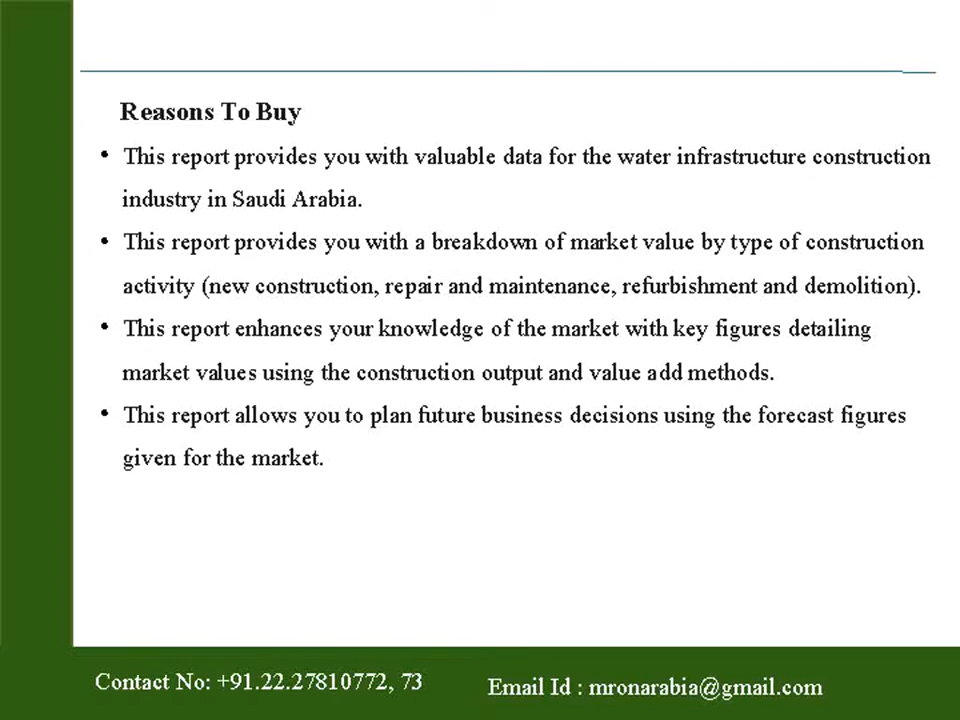 Reasons To Buy
• This report provides you with valuable data for the water infrastructure construction
industry in Saudi Arabia.
• This report provides you with a breakdown of market value by type of construction
activity (new construction, repair and maintenance, refurbishment and demolition).
• This report enhances your knowledge of the market with key figures detailing
market values using the construction output and value add methods.
• This report allows you to plan future business decisions using the forecast figures
given for the market.
Contact No: +91.22.27810772, 73
Email Id : mronarabia@gmail.com